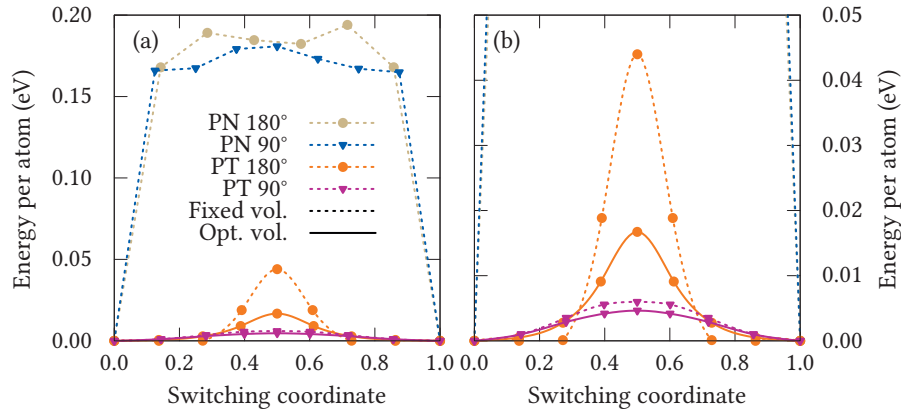 (a)
Energy per atom (eV)
0.20
0.15
0.10
0.05
0.00
PN 180°
PN 90°
PT 180°
PT 90°
Fixed vol.
Opt. vol.
0.0 0.2 0.4 0.6 0.8 1.0
Switching coordinate
(b)
0.05
0.04
0.03
0.02
0.01
0.00
Energy per atom (eV)
0.0 0.2 0.4 0.6 0.8 1.0
Switching coordinate